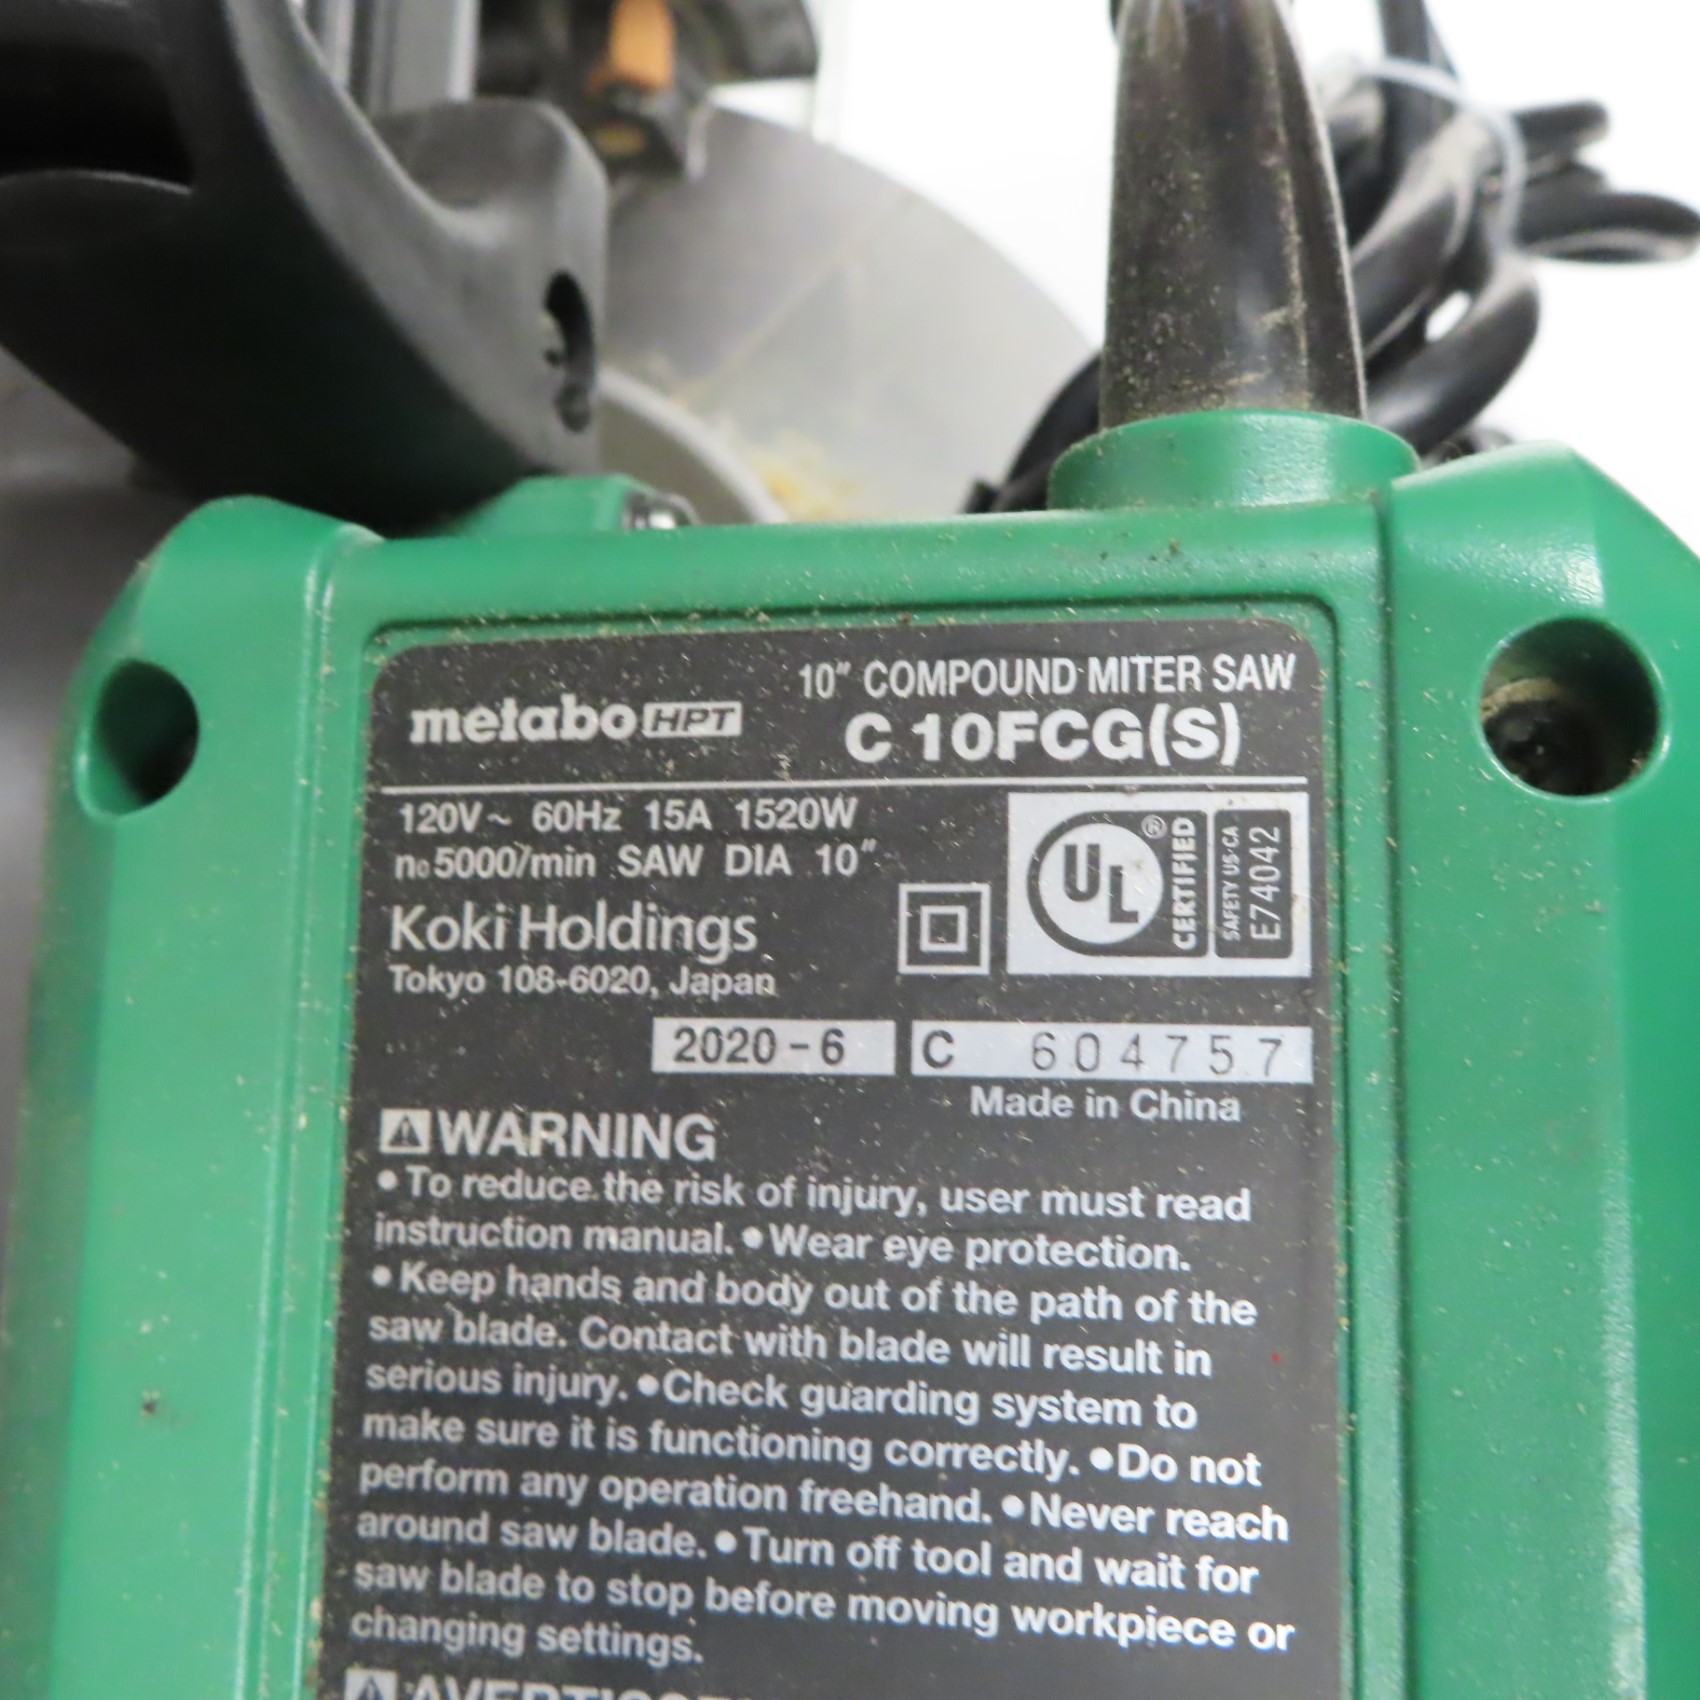 10" COMPOUND MITER SAW
metabo HPT C 10FCG(S)
120V~ 60Hz 15A 1520W
n₀ 5000/min SAW DIA 10"
Koki Holdings
Tokyo 108-6020, Japan
UL ® CERTIFIED
SAFETY US·CA
E74042
2020-6 C 604757
Made in China
⚠WARNING
•To reduce the risk of injury, user must read
instruction manual. •Wear eye protection.
•Keep hands and body out of the path of the
saw blade. Contact with blade will result in
serious injury. •Check guarding system to
make sure it is functioning correctly. •Do not
perform any operation freehand. •Never reach
around saw blade. •Turn off tool and wait for
saw blade to stop before moving workpiece or
changing settings.